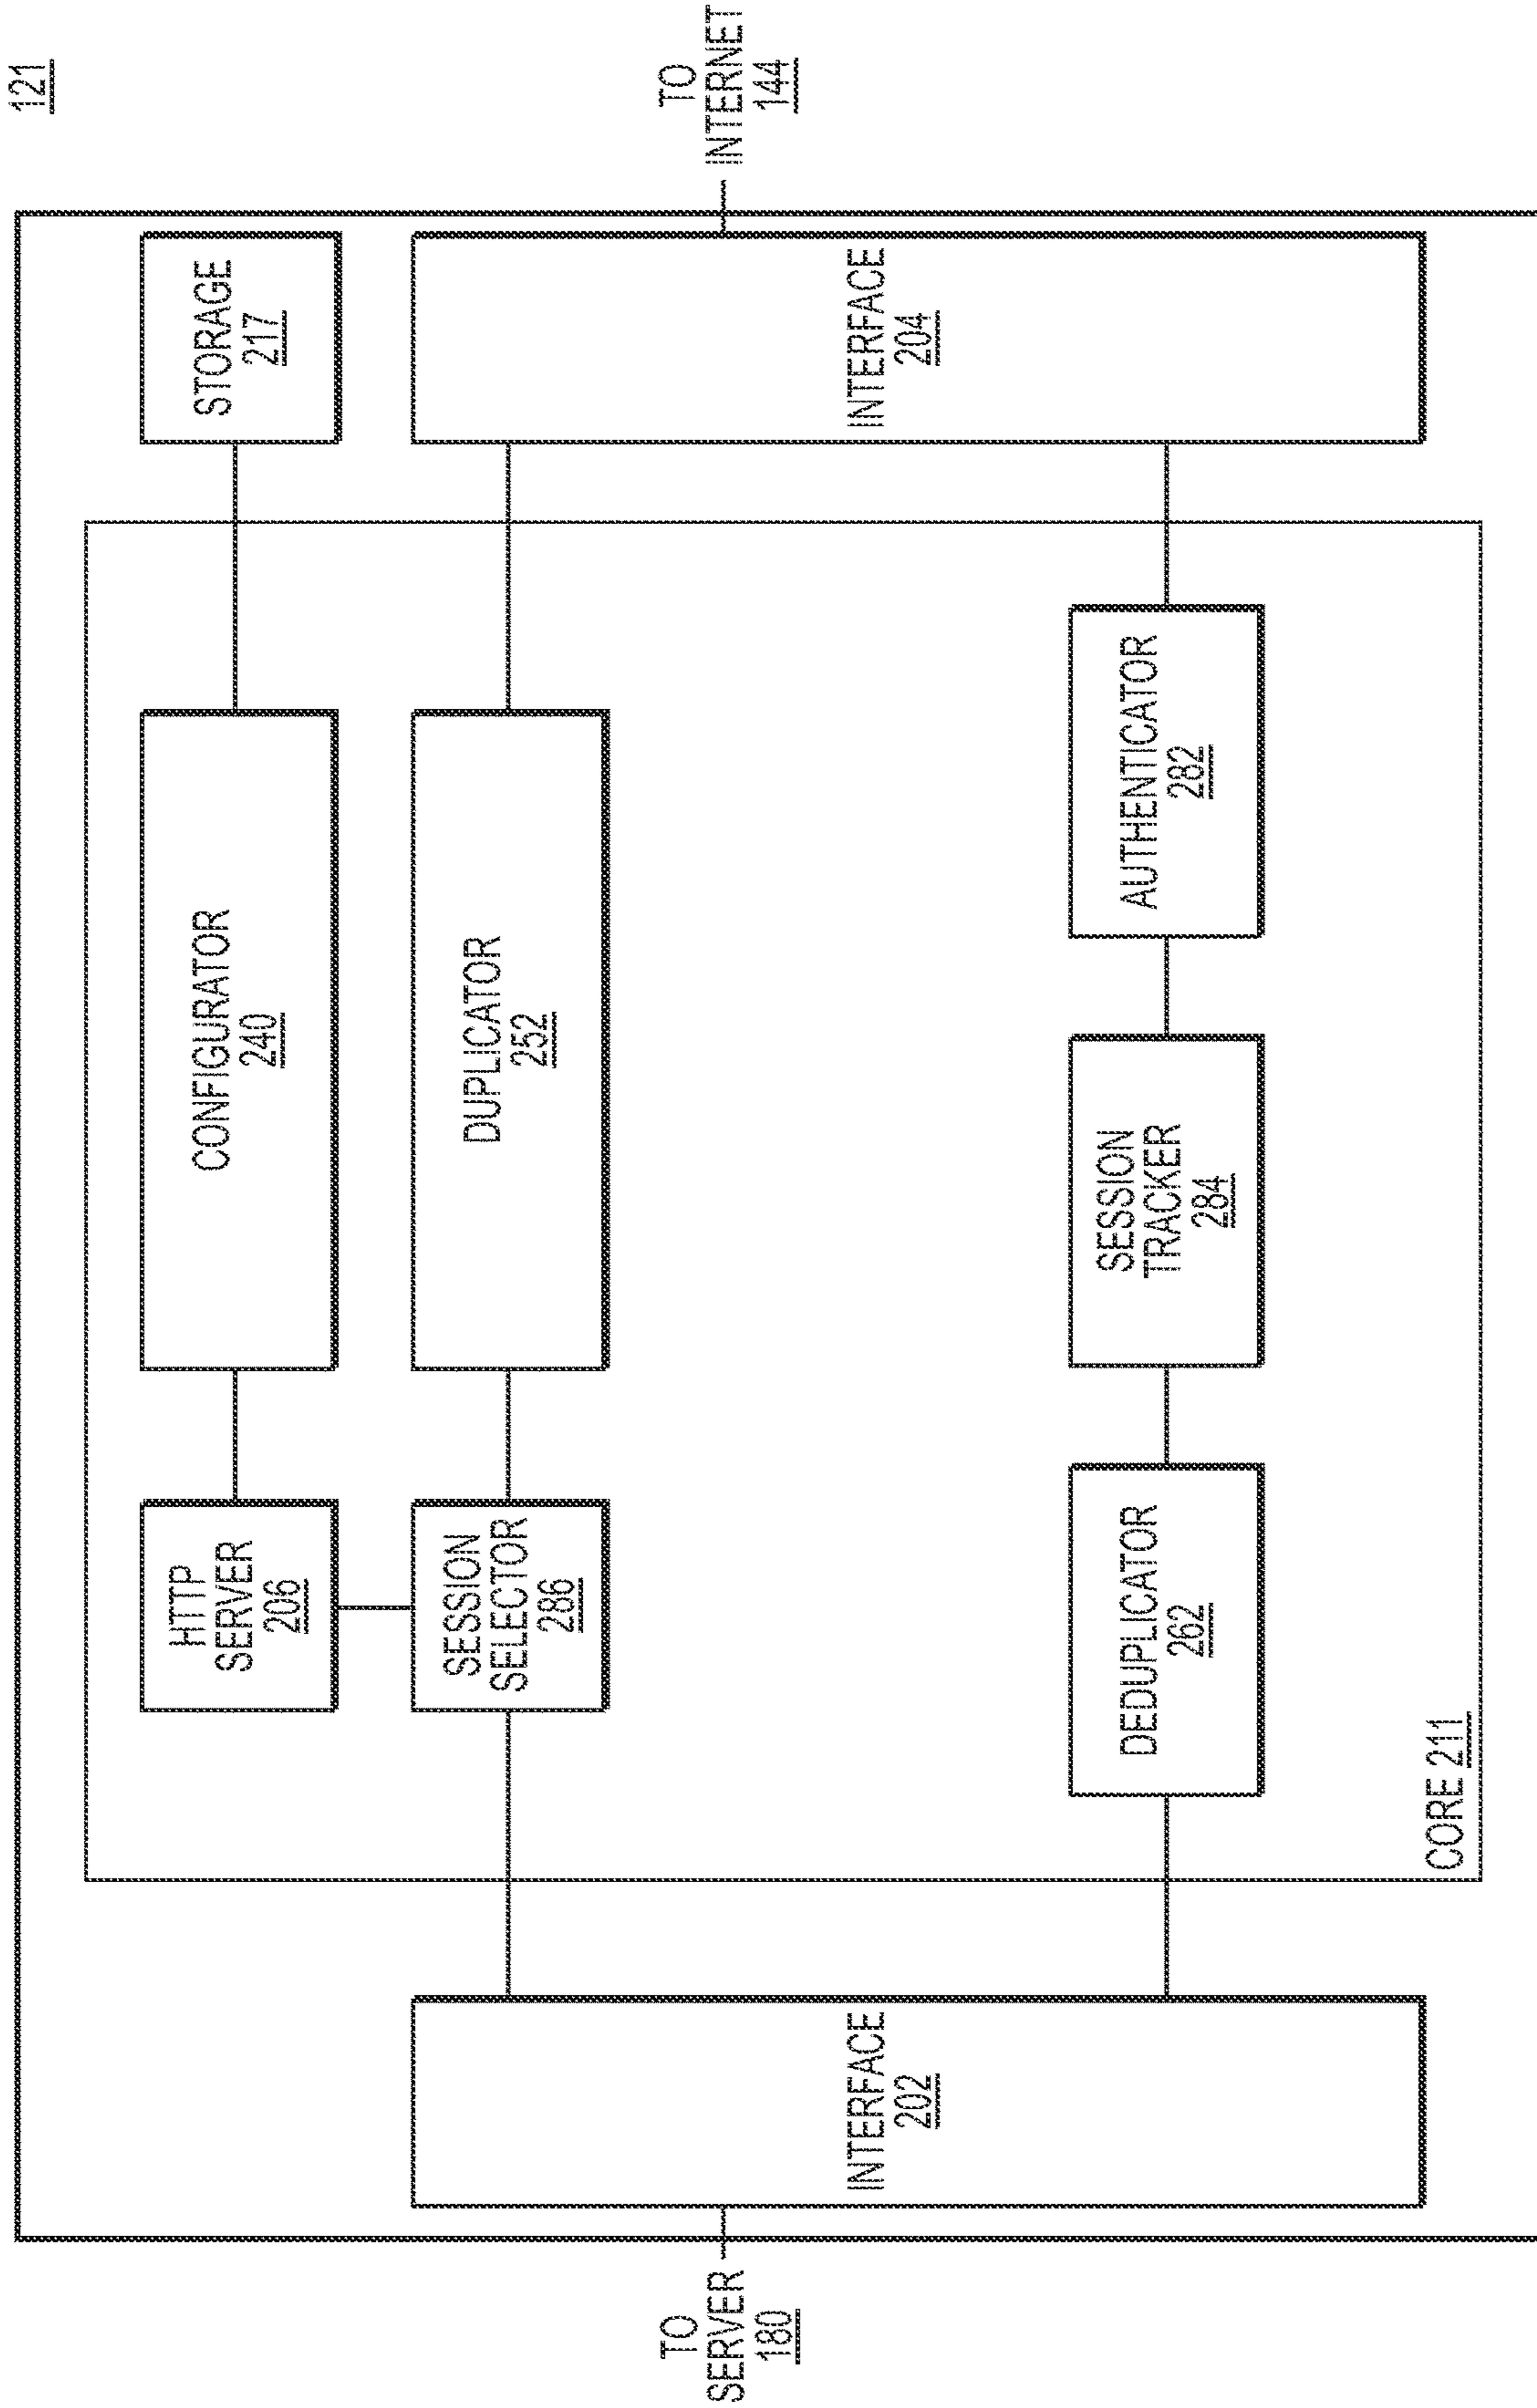 121
HTTP
SERVER
206
CONFIGURATOR
240
STORAGE
217
SESSION
SELECTOR
286
DUPLICATOR
252
TO
SERVER
180
INTERFACE
202
INTERFACE
204
TO
INTERNET
144
DEDUPLICATOR
262
SESSION
TRACKER
284
AUTHENTICATOR
282
CORE 211